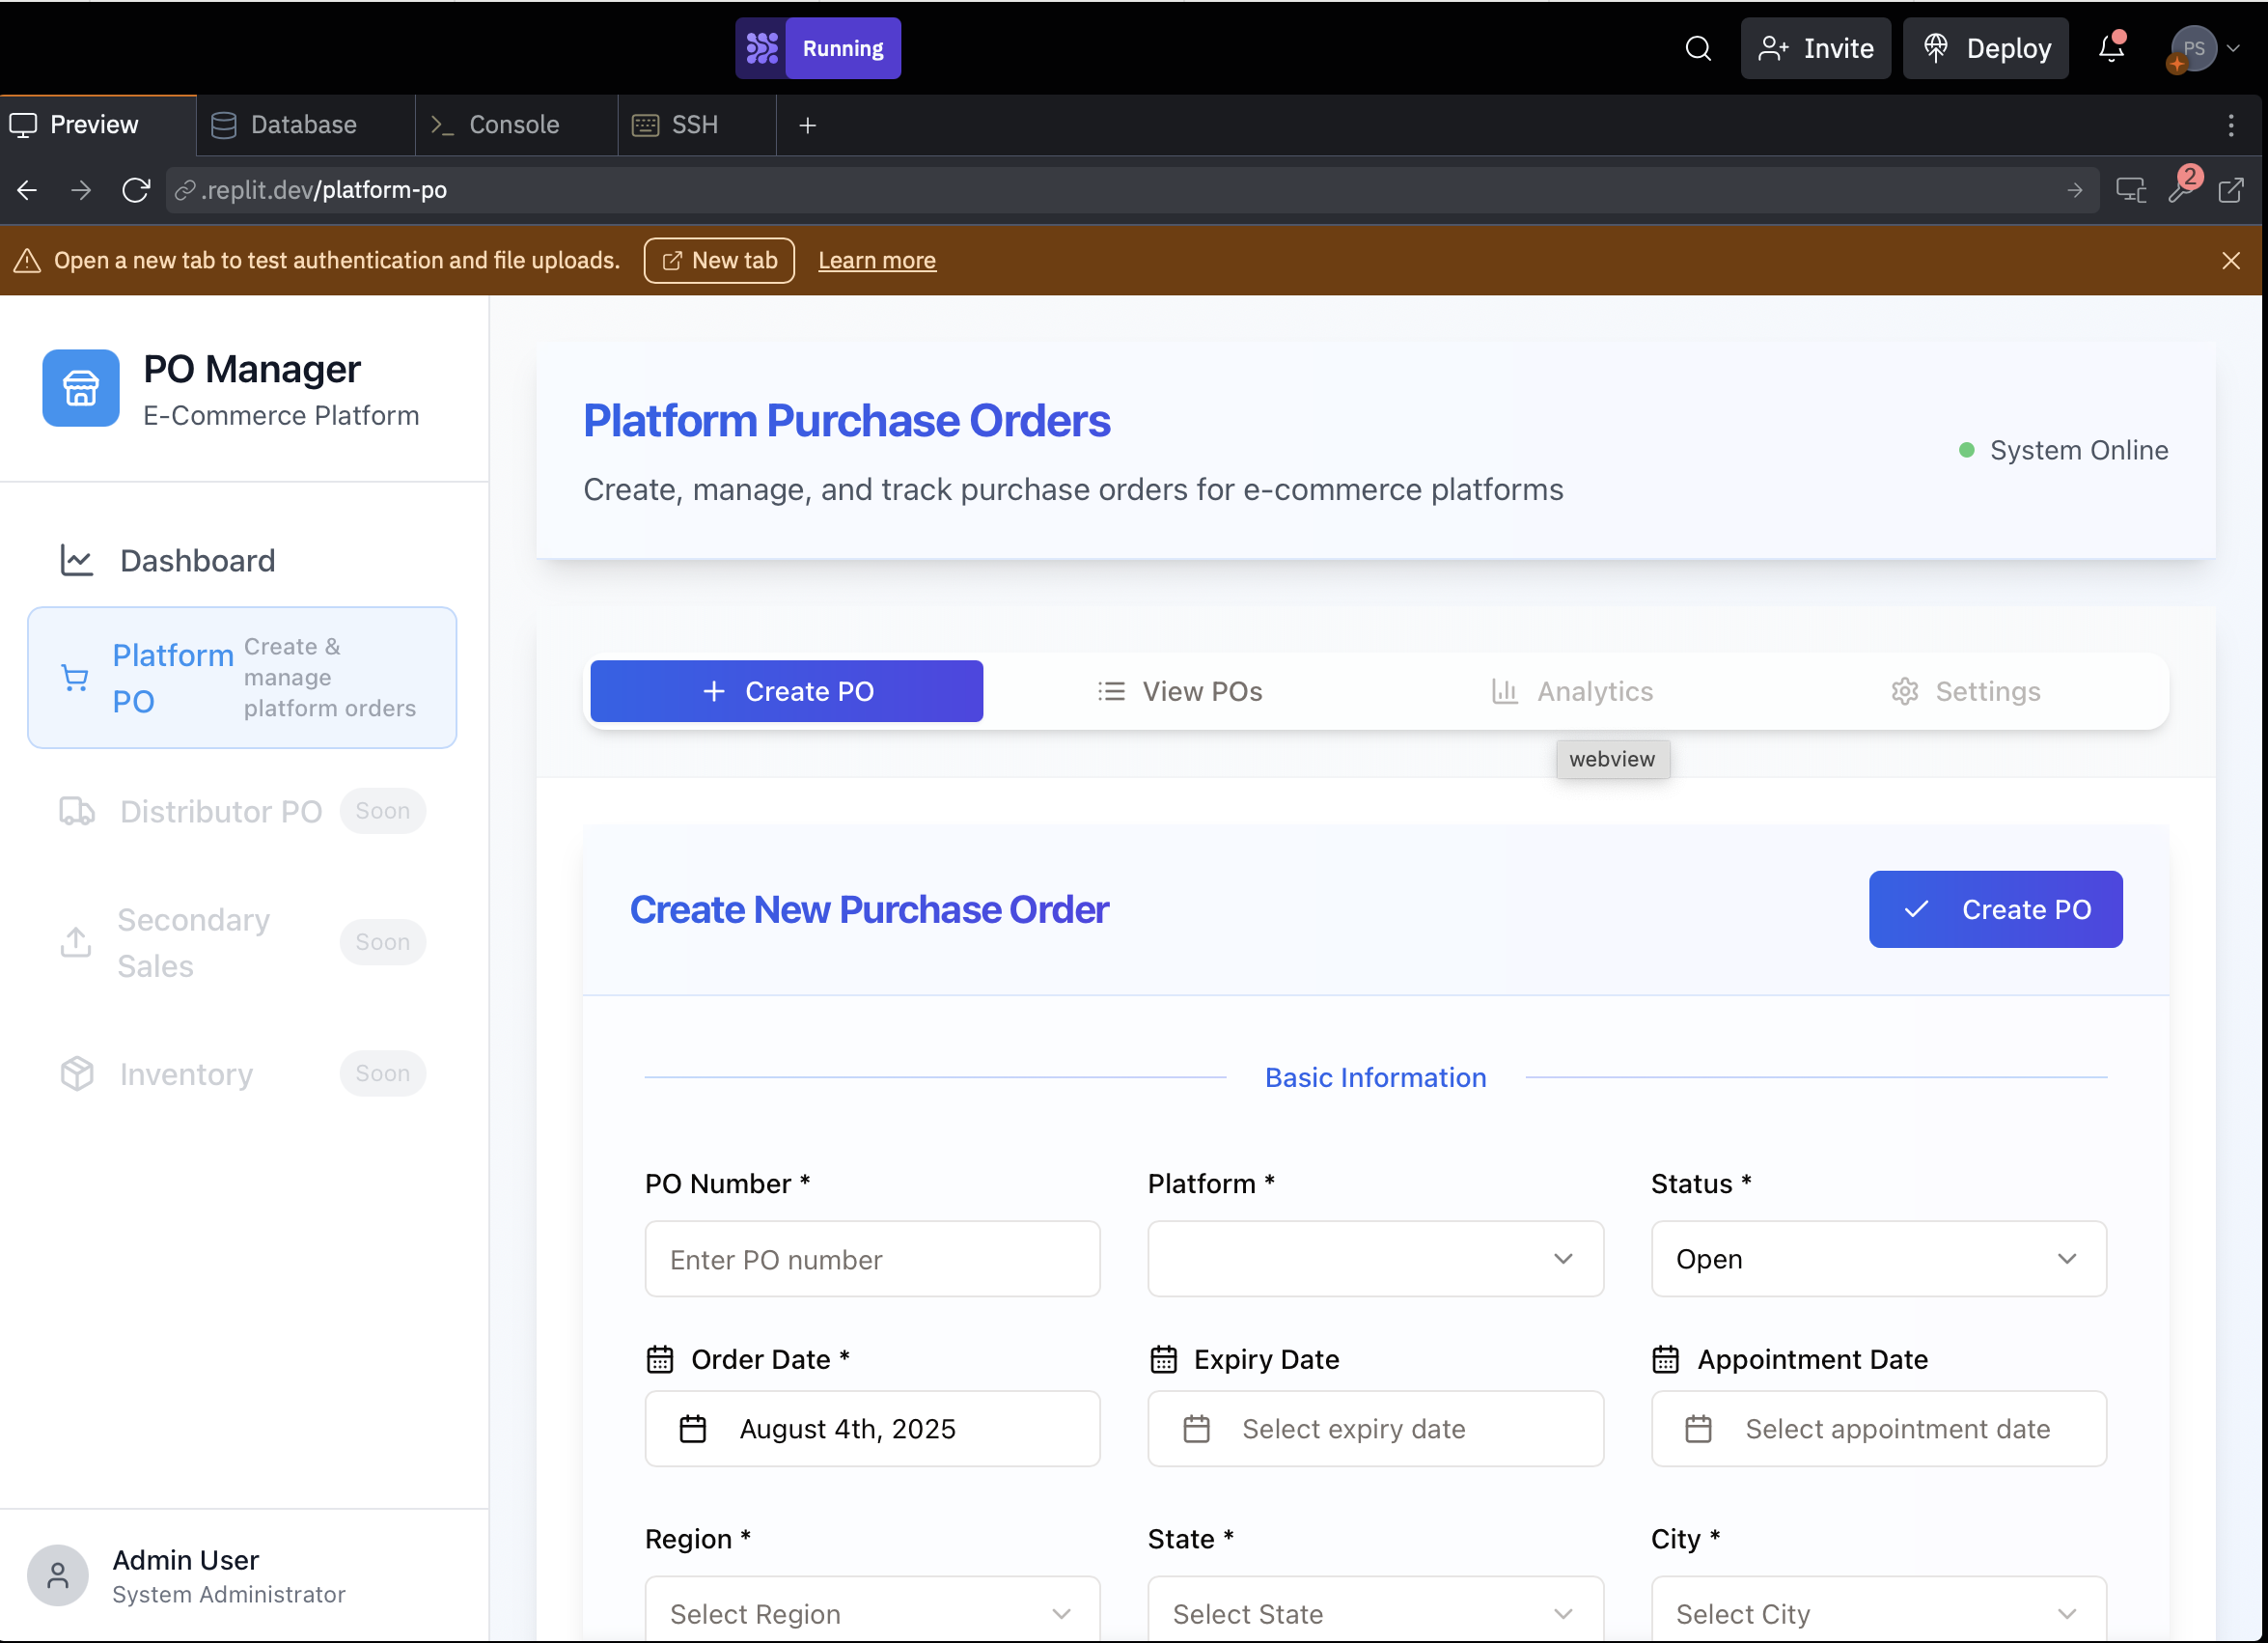 Running
Invite
Deploy
PS
Preview
Database
Console
SSH
.replit.dev/platform-po
2
Open a new tab to test authentication and file uploads.
New tab
Learn more
PO Manager
E-Commerce Platform
Dashboard
Platform PO
Create & manage platform orders
Distributor PO
Soon
Secondary Sales
Soon
Inventory
Soon
Admin User
System Administrator
Platform Purchase Orders
Create, manage, and track purchase orders for e-commerce platforms
System Online
Create PO
View POs
Analytics
Settings
webview
Create New Purchase Order
Create PO
Basic Information
PO Number *
Platform *
Status *
Enter PO number
Open
Order Date *
Expiry Date
Appointment Date
August 4th, 2025
Select expiry date
Select appointment date
Region *
State *
City *
Select Region
Select State
Select City